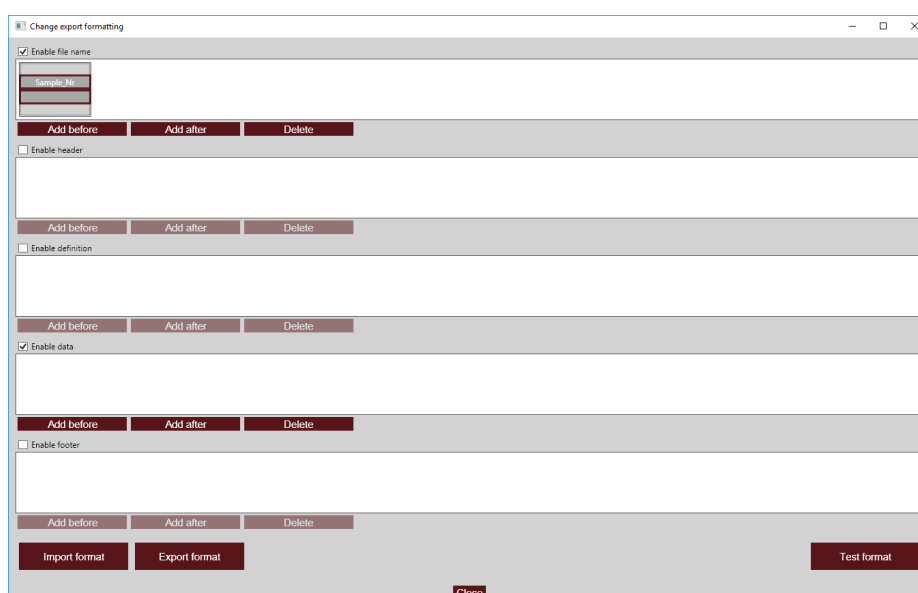 Change export formatting
Enable file name
Sample_Nr
Add before Add after Delete
Enable header
Add before Add after Delete
Enable definition
Add before Add after Delete
Enable data
Add before Add after Delete
Enable footer
Add before Add after Delete
Import format Export format Test format
Close